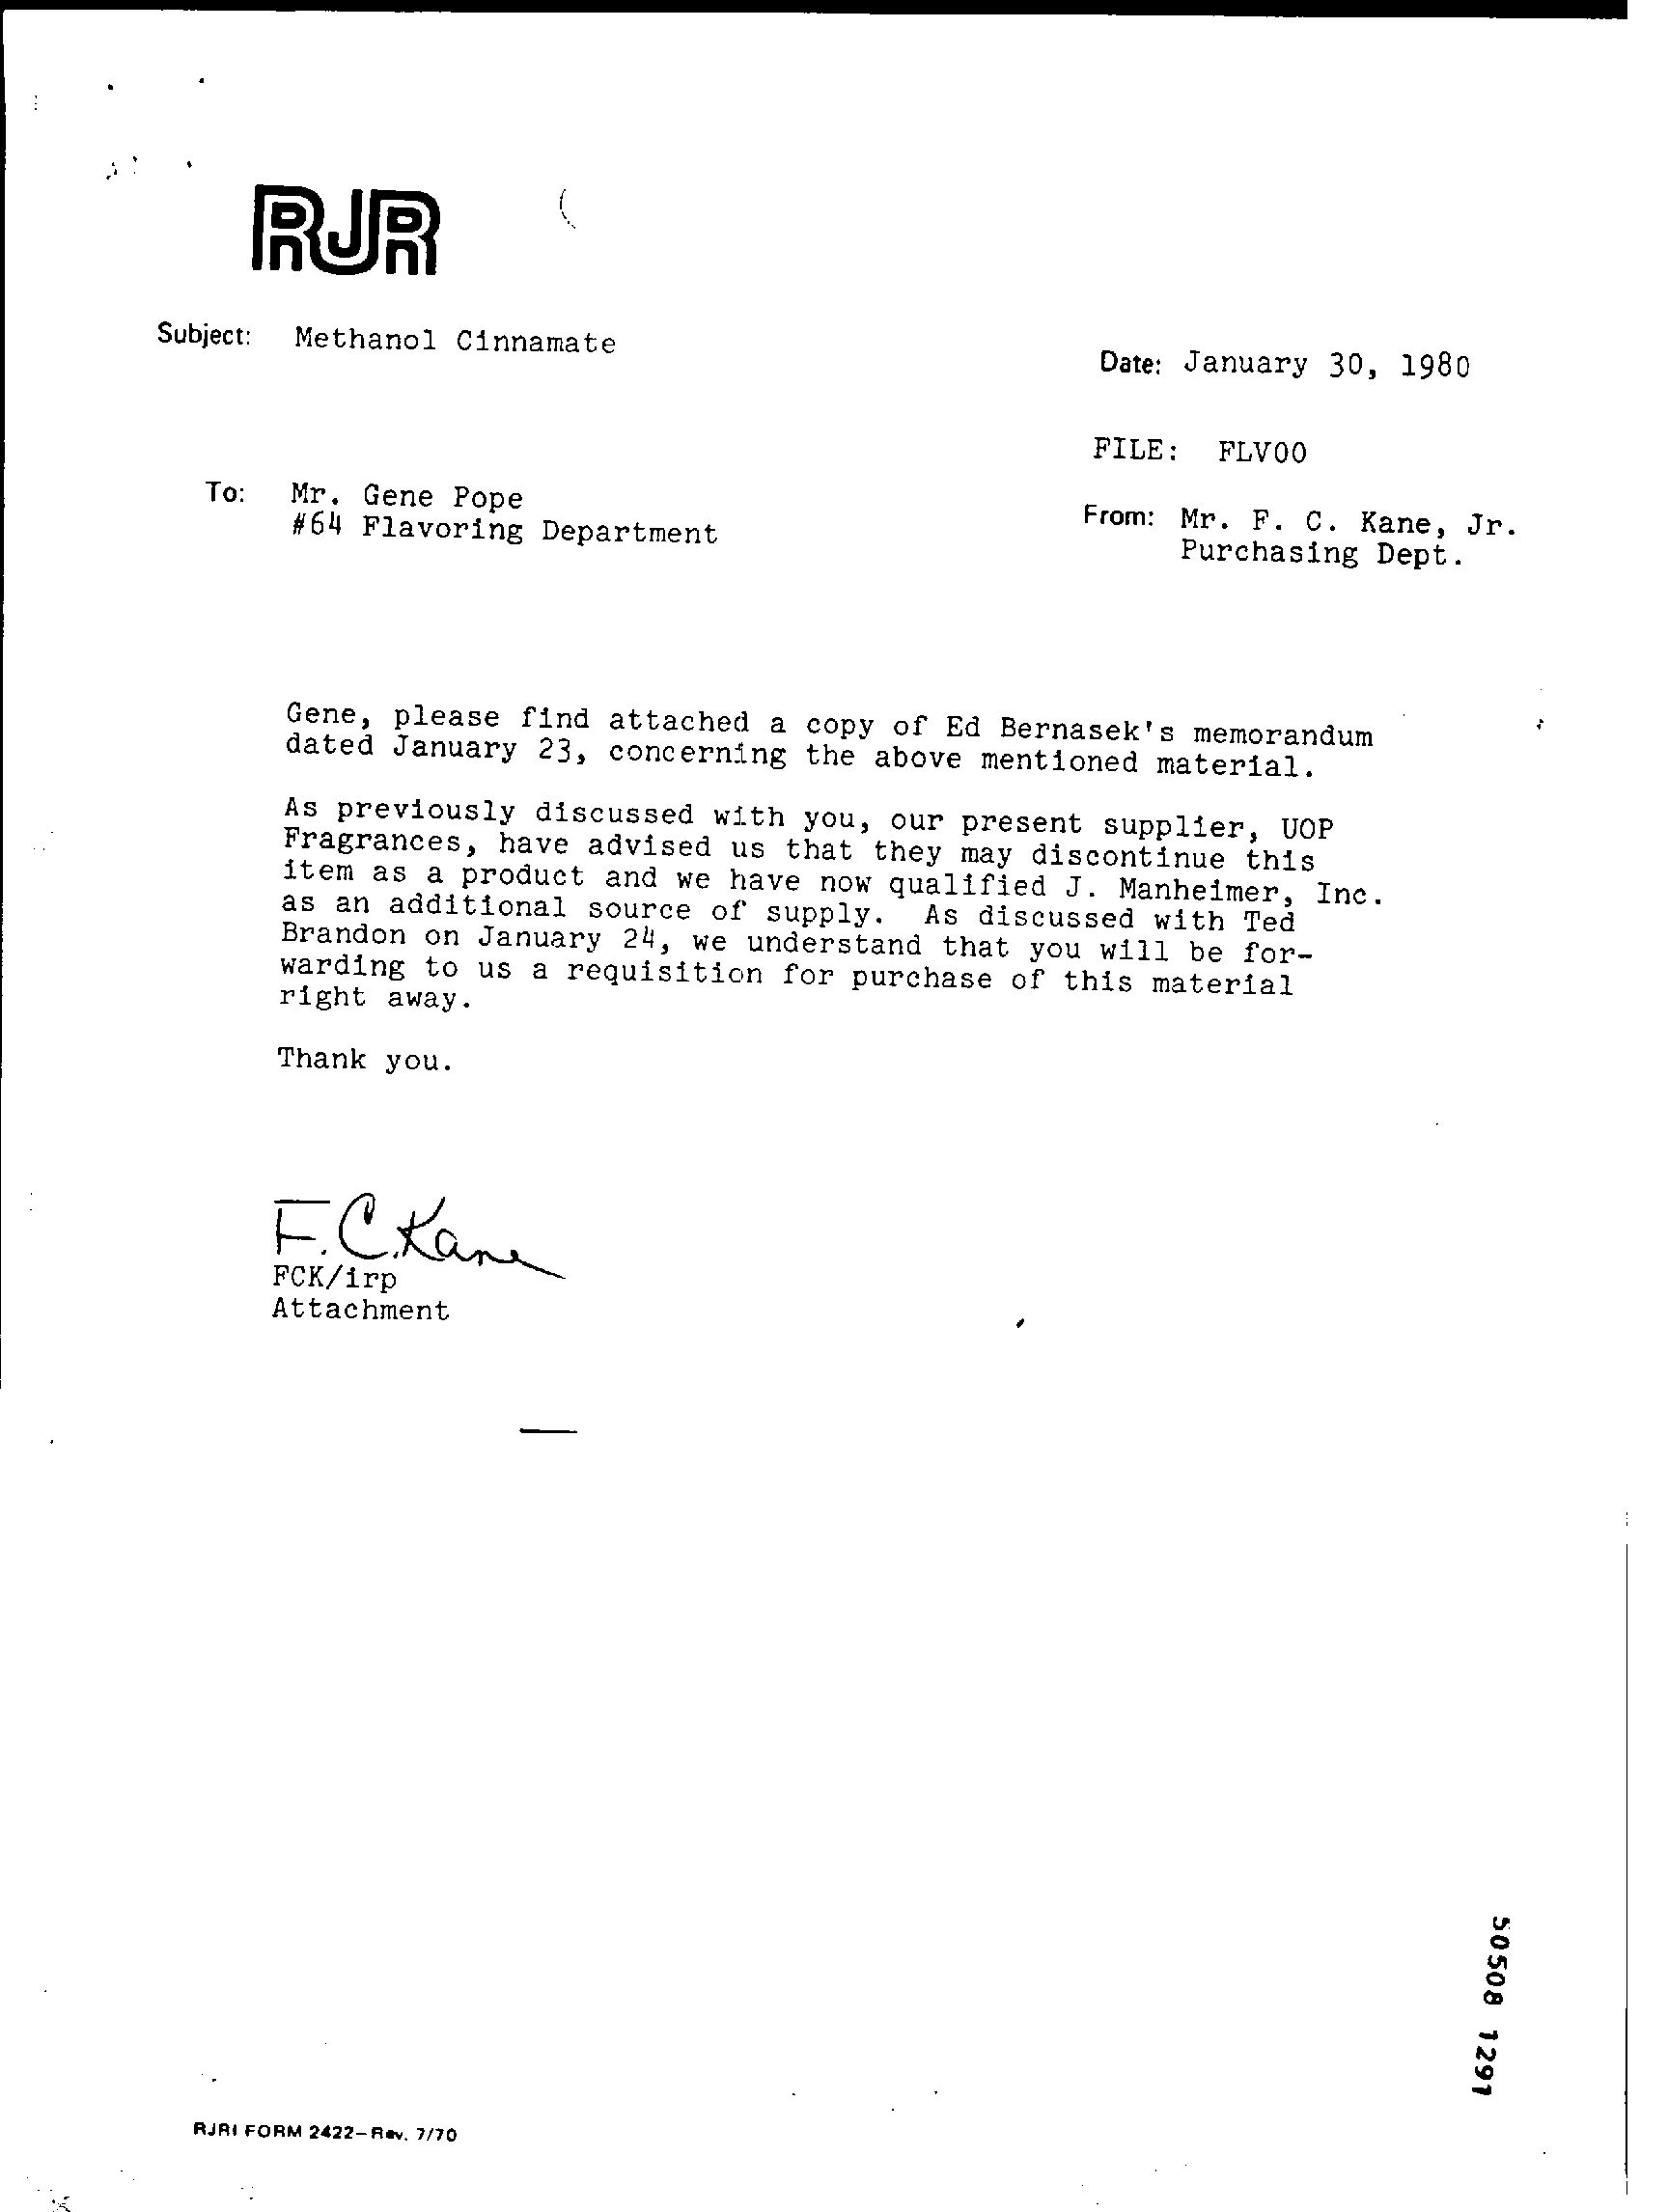 RJR
Subject: Methanol Cinnamate
Date: January 30, 1980
FILE: FLV00
To: Mr. Gene Pope
#64 Flavoring Department
From: Mr. F. C. Kane, Jr.
Purchasing Dept.
Gene, please find attached a copy of Ed Bernasek's memorandum
dated January 23, concerning the above mentioned material.
As previously discussed with you, our present supplier, UOP
Fragrances, have advised us that they may discontinue this
item as a product and we have now qualified J. Manheimer, Inc.
as an additional source of supply. As discussed with Ted
Brandon on January 24, we understand that you will be for-
warding to us a requisition for purchase of this material
right away.
Thank you.
F. C. Kane
FCK/irp
Attachment
50508 1291
RJRI FORM 2422-Rev. 7/70